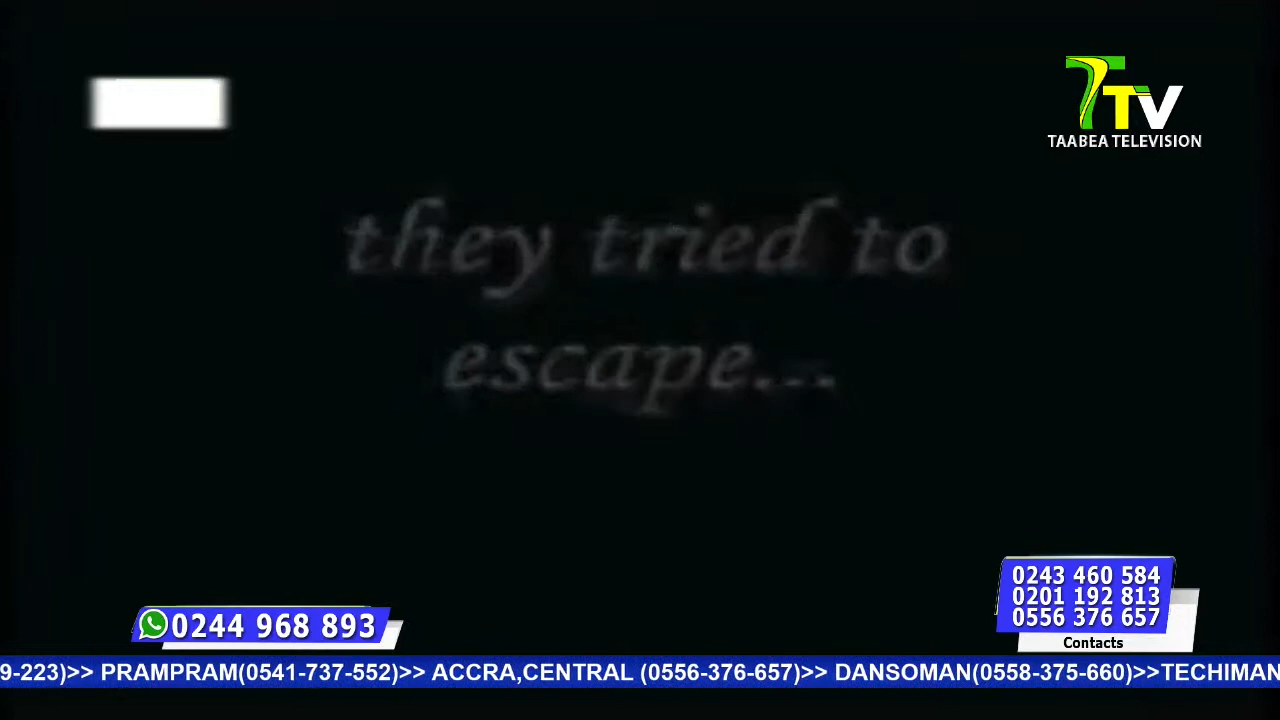 TTV
TAABEA TELEVISION
they tried to
escape...
0244 968 893
0243 460 584
0201 192 813
0556 376 657
Contacts
9-223)>> PRAMPRAM(0541-737-552)>> ACCRA,CENTRAL (0556-376-657)>> DANSOMAN(0558-375-660)>>TECHIMAN